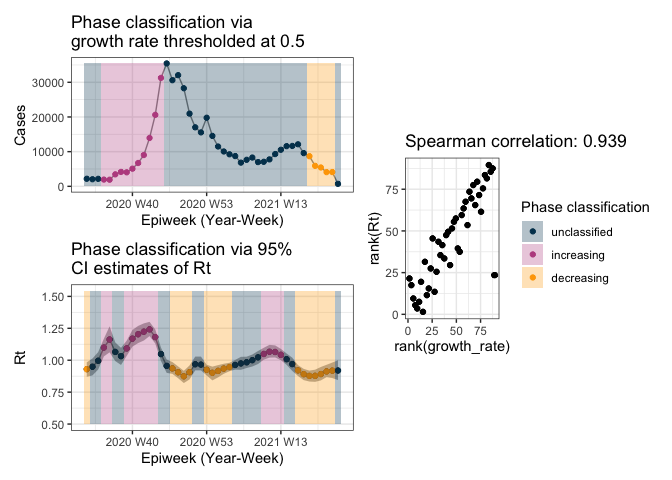 Phase classification via
growth rate thresholded at 0.5
30000
20000
10000
0
Cases
2020 W40
2020 W53
2021 W13
Epiweek (Year-Week)
Phase classification via 95%
CI estimates of Rt
1.50
1.25
1.00
0.75
0.50
Rt
2020 W40
2020 W53
2021 W13
Epiweek (Year-Week)
Spearman correlation: 0.939
75
50
25
0
rank(Rt)
0
25
50
75
rank(growth_rate)
Phase classification
unclassified
increasing
decreasing